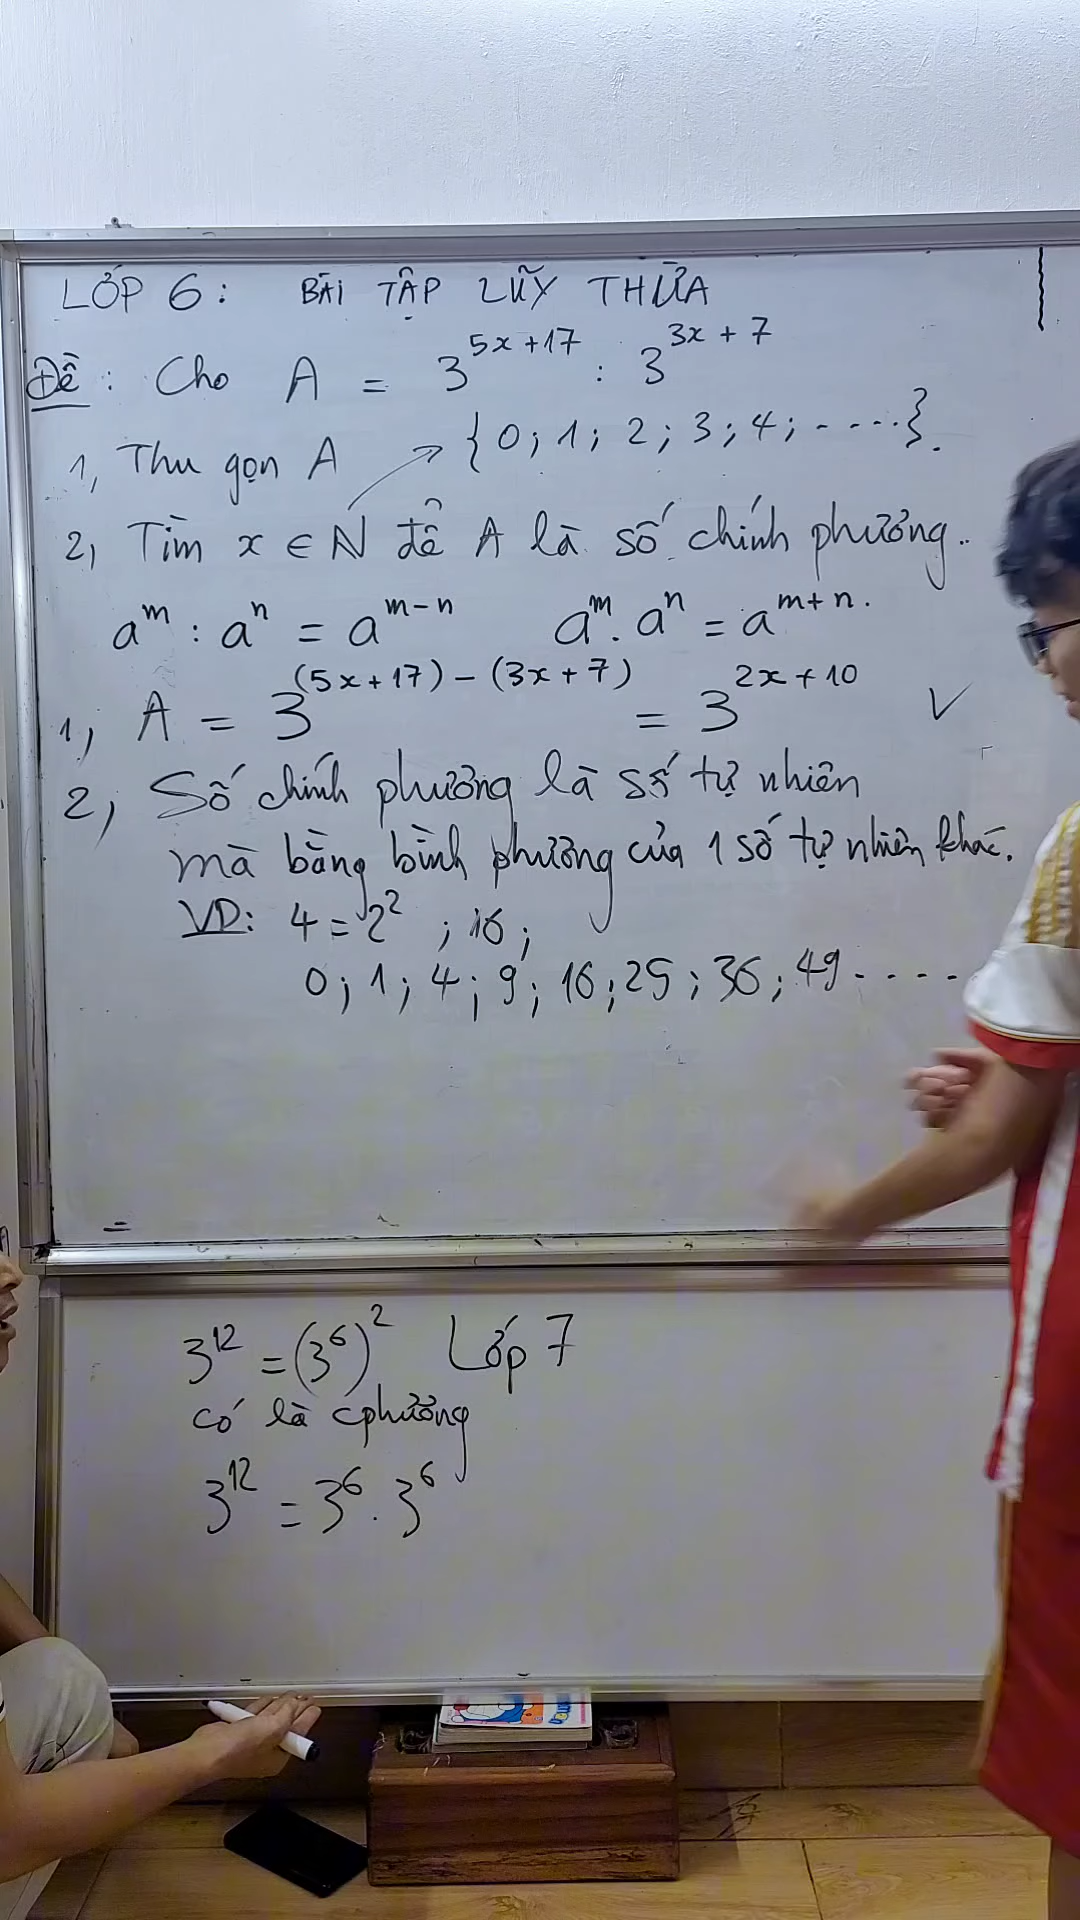 LỚP 6: BÀI TẬP LŨY THỪA
Đề: Cho A = 3^(5x+17) : 3^(3x+7)
1, Thu gọn A → {0; 1; 2; 3; 4; .....}.
2, Tìm x ∈ N để A là số chính phương.
a^m : a^n = a^(m-n)   a^m . a^n = a^(m+n).
1, A = 3^((5x+17)-(3x+7)) = 3^(2x+10) V
2, Số chính phương là số tự nhiên
mà bằng bình phương của 1 số tự nhiên khác.
VD: 4 = 2^2 ; 16;
0; 1; 4; 9; 16; 25; 36; 49 ....
=
3^12 = (3^6)^2 Lớp 7
có là cphương
3^12 = 3^6 . 3^6